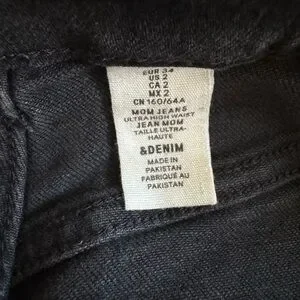 EUR 34
US 2
CA 2
MX 2
CN 160/64A
MOM JEANS
ULTRA HIGH WAIST
JEAN MOM
TAILLE ULTRA-
HAUTE
&DENIM
MADE IN
PAKISTAN
FABRIQUÉ AU
PAKISTAN